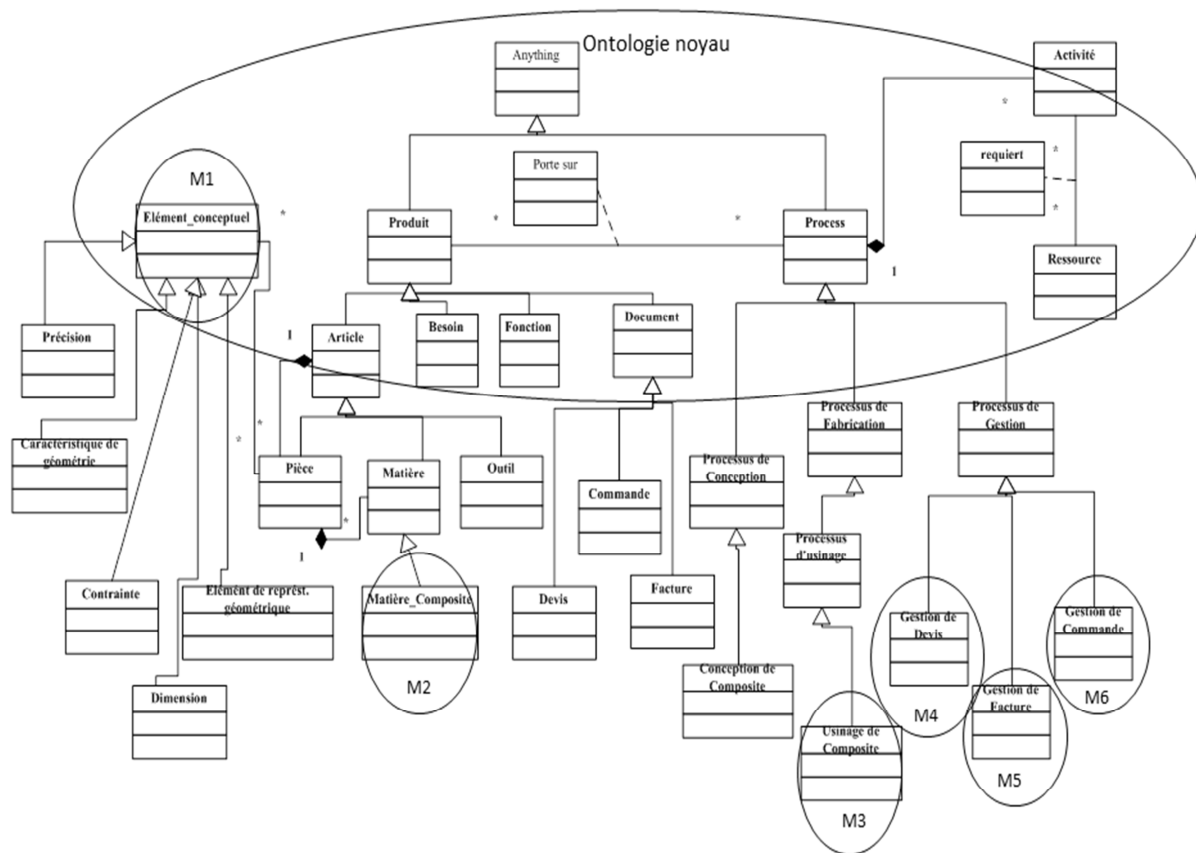 Ontologie noyau
Anything
Activité
*
Porte sur
requiert
*
*
M1
Elément_conceptuel
*
Produit
*
*
Process
1
Ressource
Précision
1
Article
Besoin
Fonction
Document
Caractéristique de
géométrie
*
*
Pièce
Matière
*
1
Outil
Commande
Processus de
Conception
Processus de
Fabrication
Processus de
Gestion
Processus
d'usinage
Contrainte
Elément de représt.
géométrique
Matière_Composite
M2
Devis
Facture
Gestion de
Devis
M4
Gestion de
Commande
M6
Dimension
Conception de
Composite
Usinage de
Composite
M3
Gestion de
Facture
M5